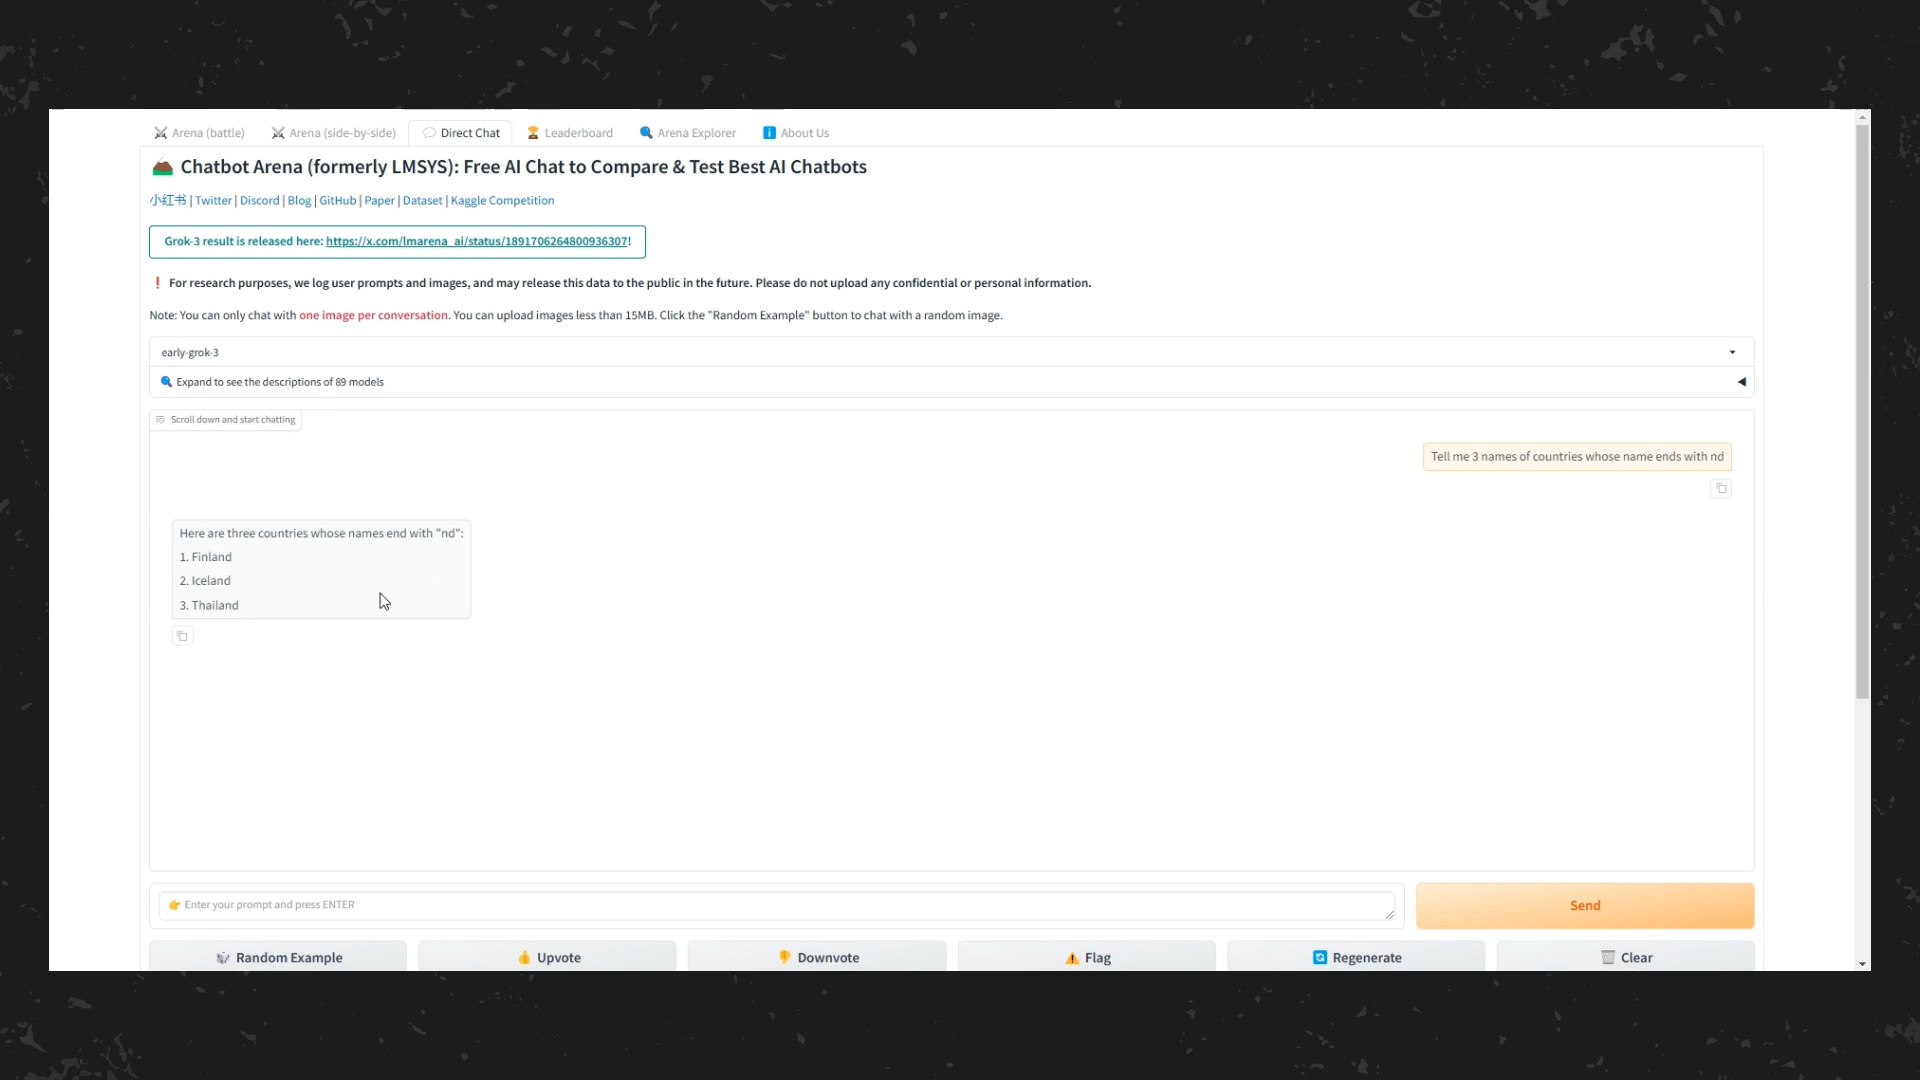 Arena (battle)
Arena (side-by-side)
Direct Chat
Leaderboard
Arena Explorer
About Us
Chatbot Arena (formerly LMSYS): Free AI Chat to Compare & Test Best AI Chatbots
小红书 | Twitter | Discord | Blog | GitHub | Paper | Dataset | Kaggle Competition
Grok-3 result is released here: https://x.com/lmarena_ai/status/1891706264800936307!
❗ For research purposes, we log user prompts and images, and may release this data to the public in the future. Please do not upload any confidential or personal information.
Note: You can only chat with one image per conversation. You can upload images less than 15MB. Click the "Random Example" button to chat with a random image.
early-grok-3
Expand to see the descriptions of 89 models
Scroll down and start chatting
Tell me 3 names of countries whose name ends with nd
Here are three countries whose names end with "nd":
1. Finland
2. Iceland
3. Thailand
Enter your prompt and press ENTER
Send
Random Example
Upvote
Downvote
Flag
Regenerate
Clear